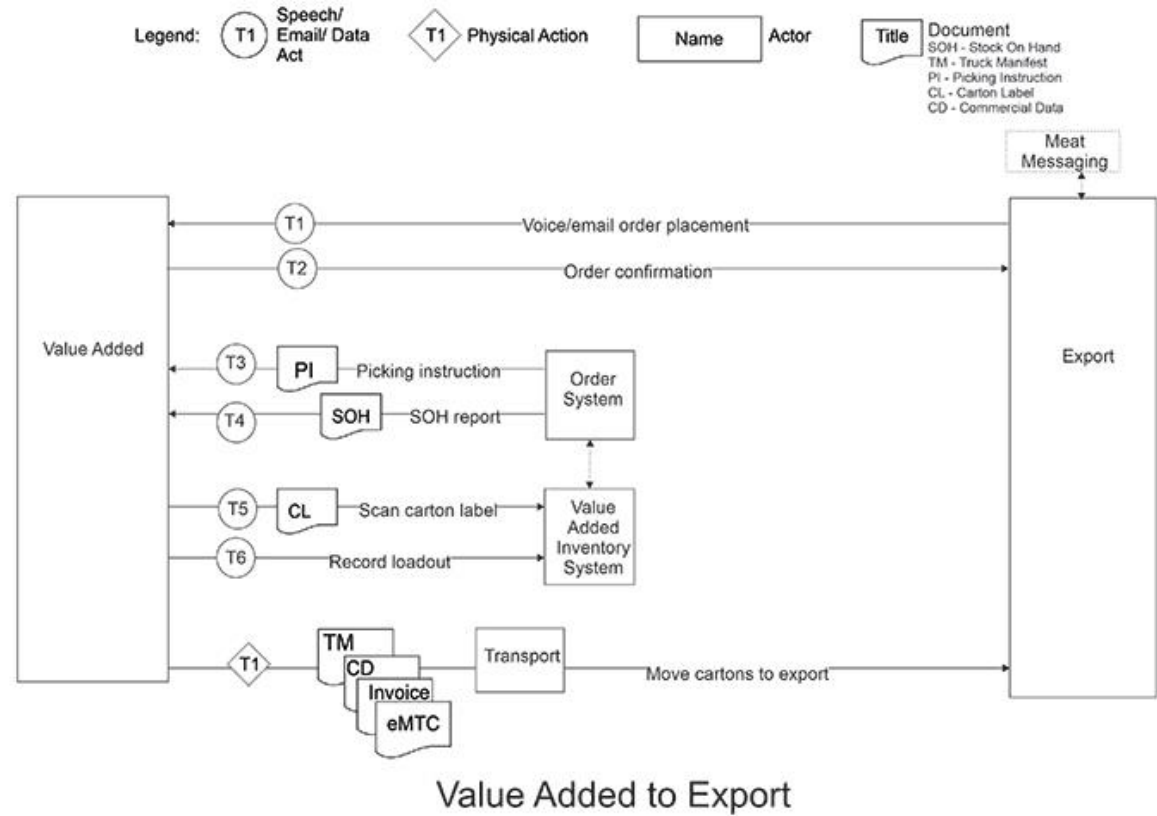 Legend:
T1
Speech/
Email/ Data
Act
T1
Physical Action
Name
Actor
Title
Document
SOH - Stock On Hand
TM - Truck Manifest
PI - Picking Instruction
CL - Carton Label
CD - Commercial Data
Meat
Messaging
T1
Voice/email order placement
T2
Order confirmation
Value Added
Export
T3
PI
Picking instruction
Order
System
T4
SOH
SOH report
T5
CL
Scan carton label
Value
Added
Inventory
System
T6
Record loadout
T1
TM
CD
Invoice
eMTC
Transport
Move cartons to export
Value Added to Export